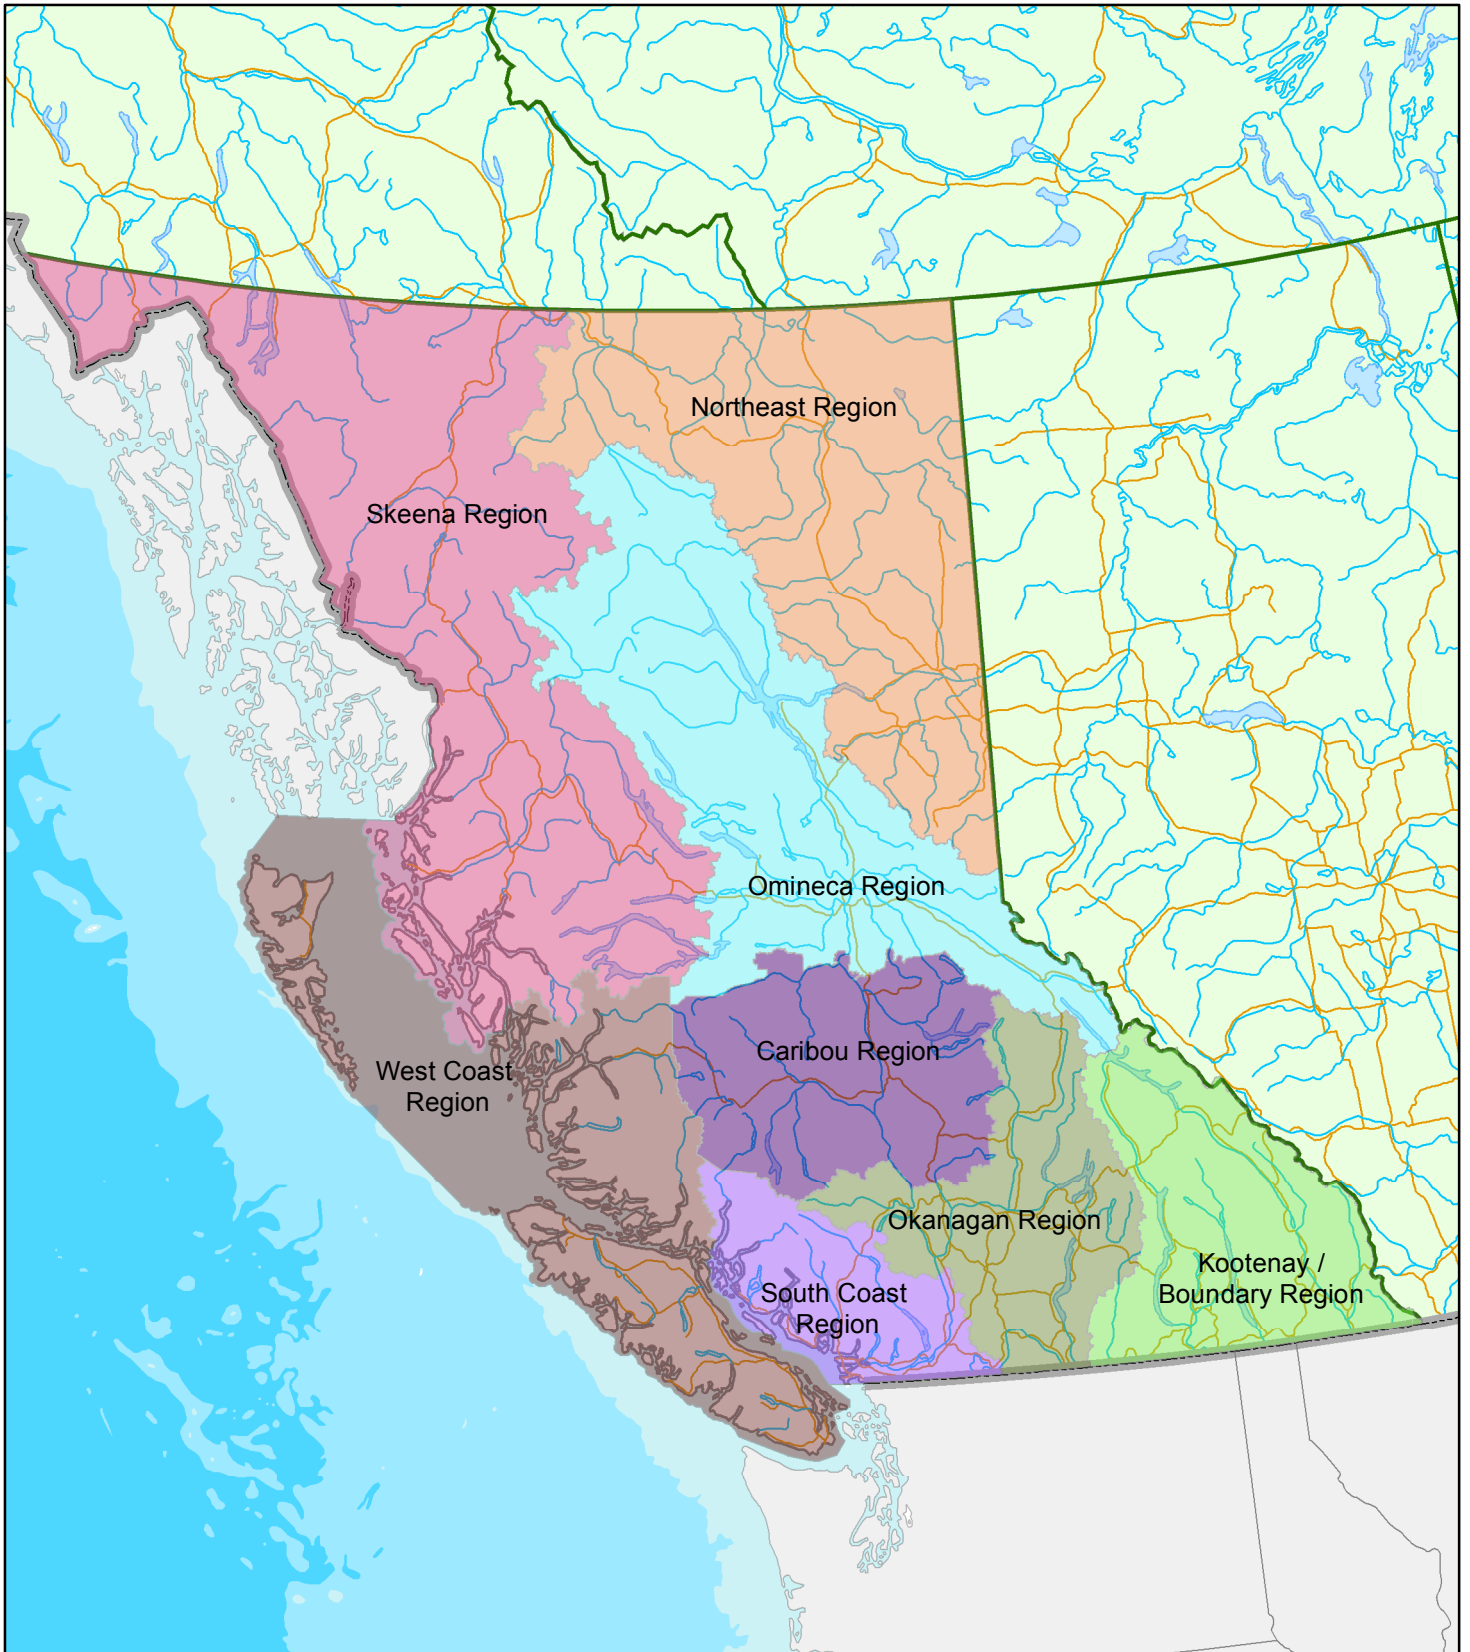 Northeast Region
Skeena Region
Omineca Region
Caribou Region
West Coast
Region
Okanagan Region
Kootenay /
Boundary Region
South Coast
Region